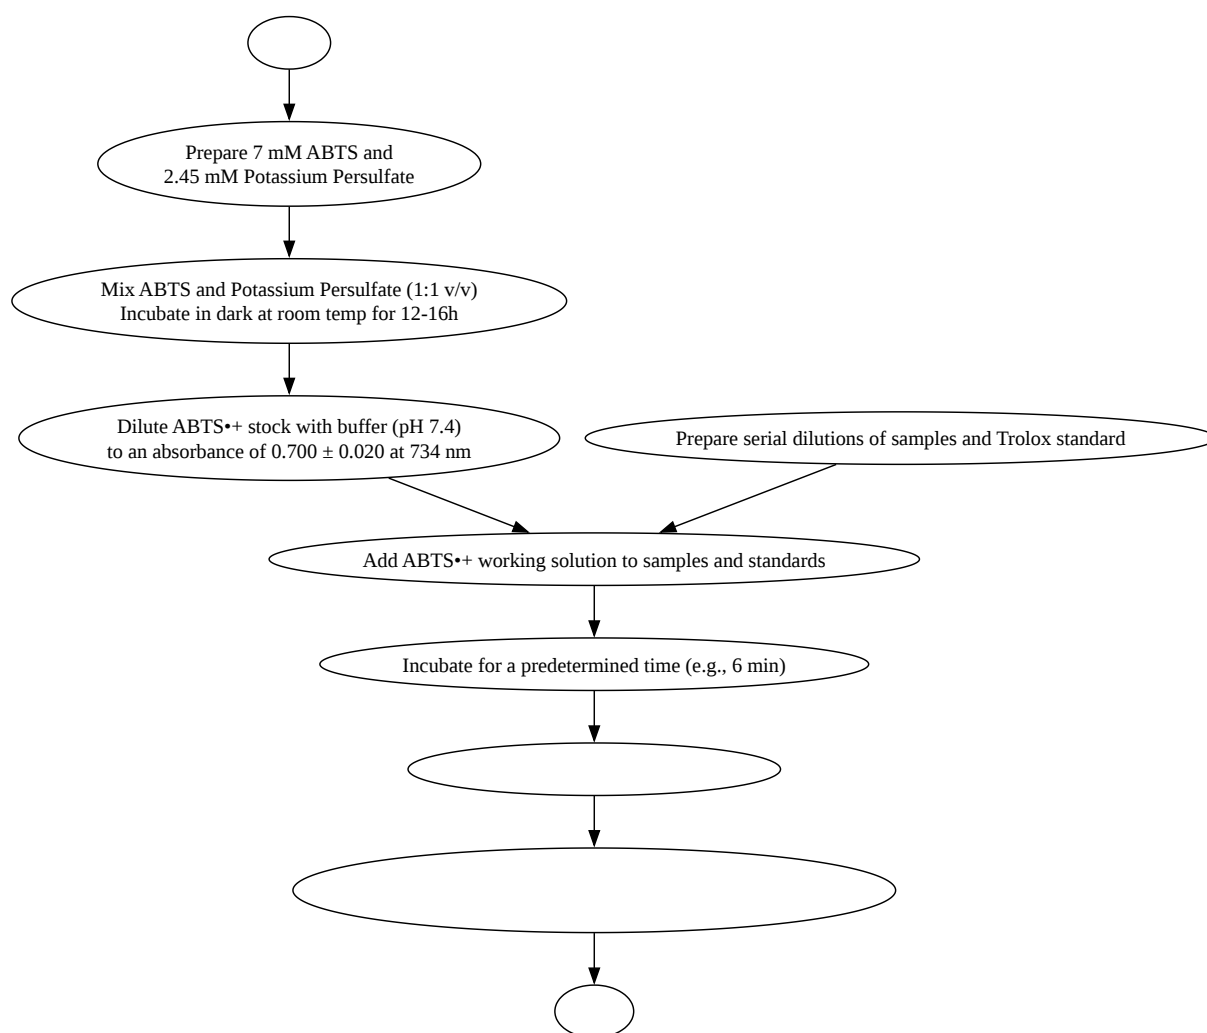 Prepare 7 mM ABTS and
2.45 mM Potassium Persulfate
Mix ABTS and Potassium Persulfate (1:1 v/v)
Incubate in dark at room temp for 12-16h
Dilute ABTS•+ stock with buffer (pH 7.4)
to an absorbance of 0.700 ± 0.020 at 734 nm
Prepare serial dilutions of samples and Trolox standard
Add ABTS•+ working solution to samples and standards
Incubate for a predetermined time (e.g., 6 min)